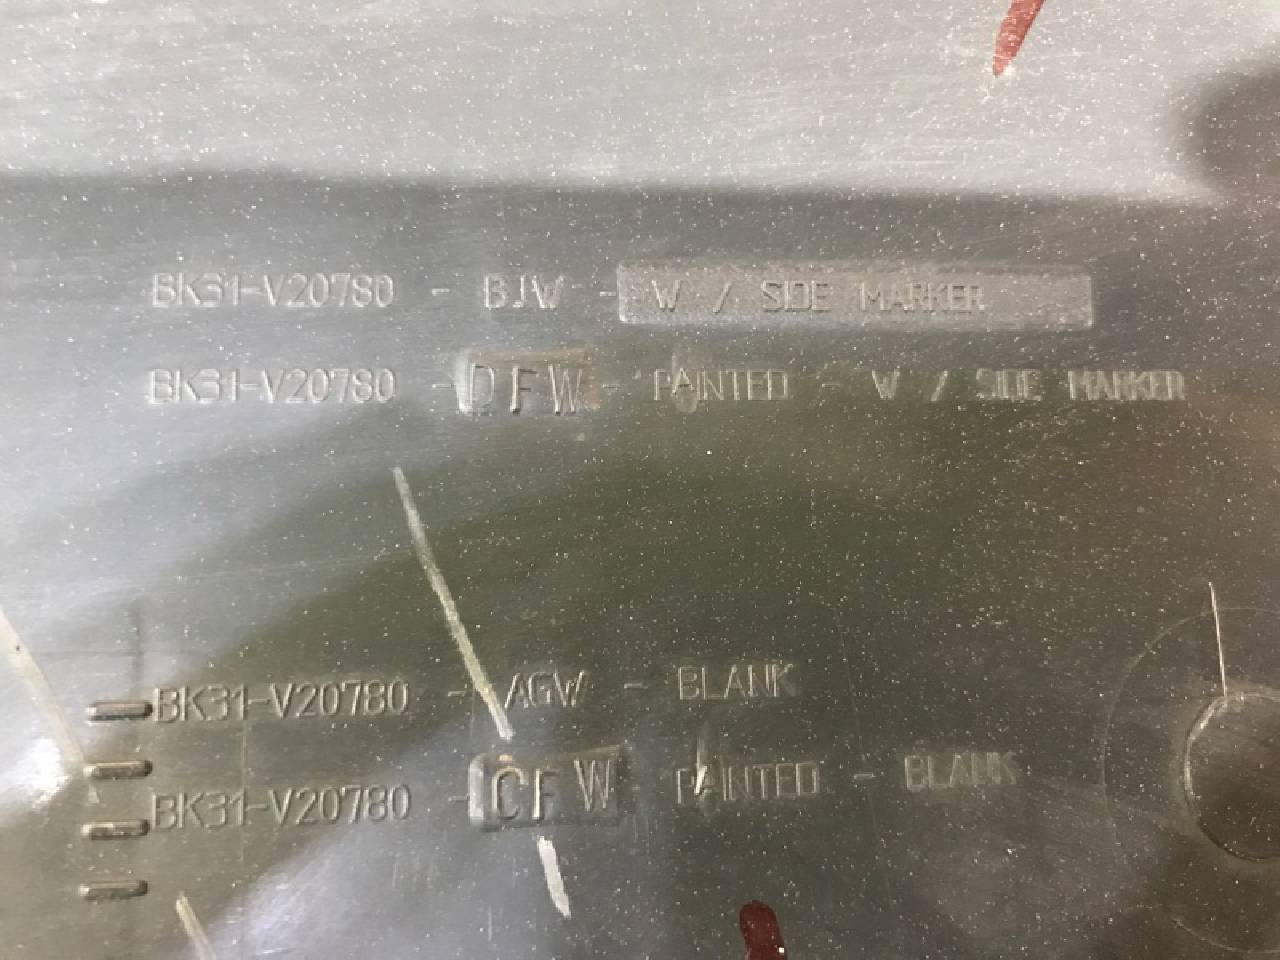 BK31-V20780 - BJW - W / SIDE MARKER
BK31-V20780 - DFW - PAINTED - W / SIDE MARKER
BK31-V20780 - AGW - BLANK
BK31-V20780 - CFW - PAINTED - BLANK